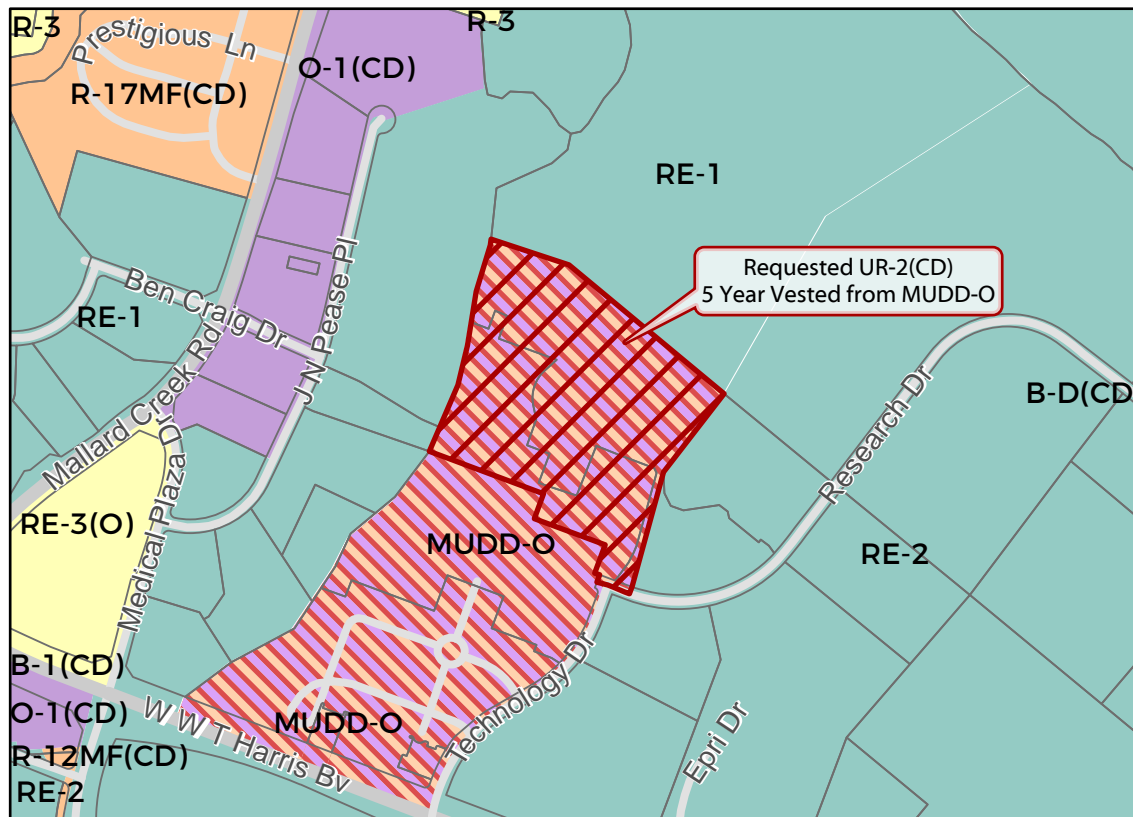 R-3
R-3
Prestigious Ln
O-1(CD)
R-17MF(CD)
RE-1
Requested UR-2(CD)
5 Year Vested from MUDD-O
Ben Craig Dr
RE-1
J N Pease Pl
Mallard Creek Rd
Research Dr
B-D(CD
Medical Plaza Dr
RE-3(O)
MUDD-O
RE-2
B-1(CD)
O-1(CD)
W W T Harris Bv
MUDD-O
Technology Dr
Epri Dr
R-12MF(CD)
RE-2